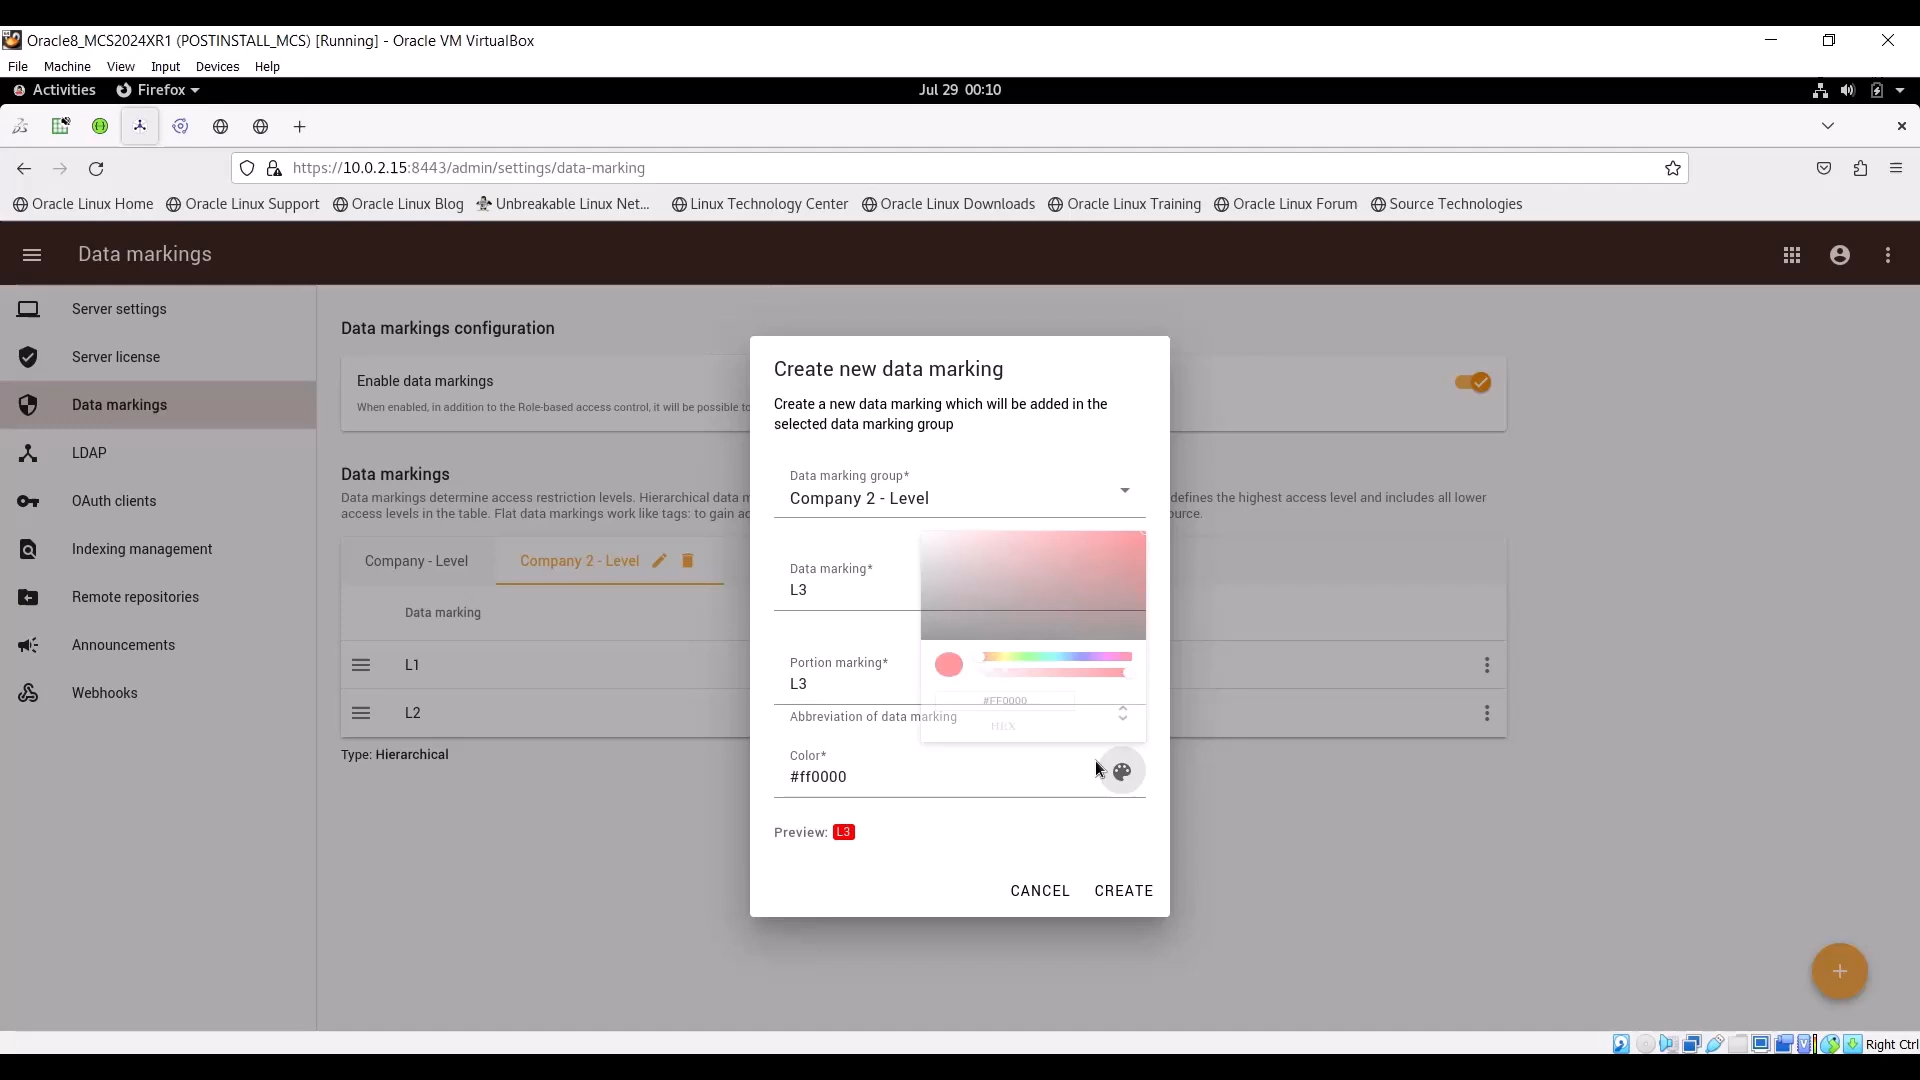 Oracle8_MCS2024XR1 (POSTINSTALL_MCS) [Running] - Oracle VM VirtualBox
File Machine View Input Devices Help
Activities Firefox Jul 29 00:10
https://10.0.2.15:8443/admin/settings/data-marking
Oracle Linux Home Oracle Linux Support Oracle Linux Blog Unbreakable Linux Net... Linux Technology Center Oracle Linux Downloads Oracle Linux Training Oracle Linux Forum Source Technologies
Data markings
Server settings
Server license
Data markings
LDAP
OAuth clients
Indexing management
Remote repositories
Announcements
Webhooks
Data markings configuration
Enable data markings
When enabled, in addition to the Role-based access control, it will be possible to
Data markings
Data markings determine access restriction levels. Hierarchical data m
defines the highest access level and includes all lower
access levels in the table. Flat data markings work like tags: to gain ac
ource.
Company - Level Company 2 - Level
Data marking
L1
L2
Type: Hierarchical
Create new data marking
Create a new data marking which will be added in the
selected data marking group
Data marking group*
Company 2 - Level
Data marking*
L3
Portion marking*
L3
Abbreviation of data marking
#FF0000
HEX
Color*
#ff0000
Preview: L3
CANCEL CREATE
Right Ctrl